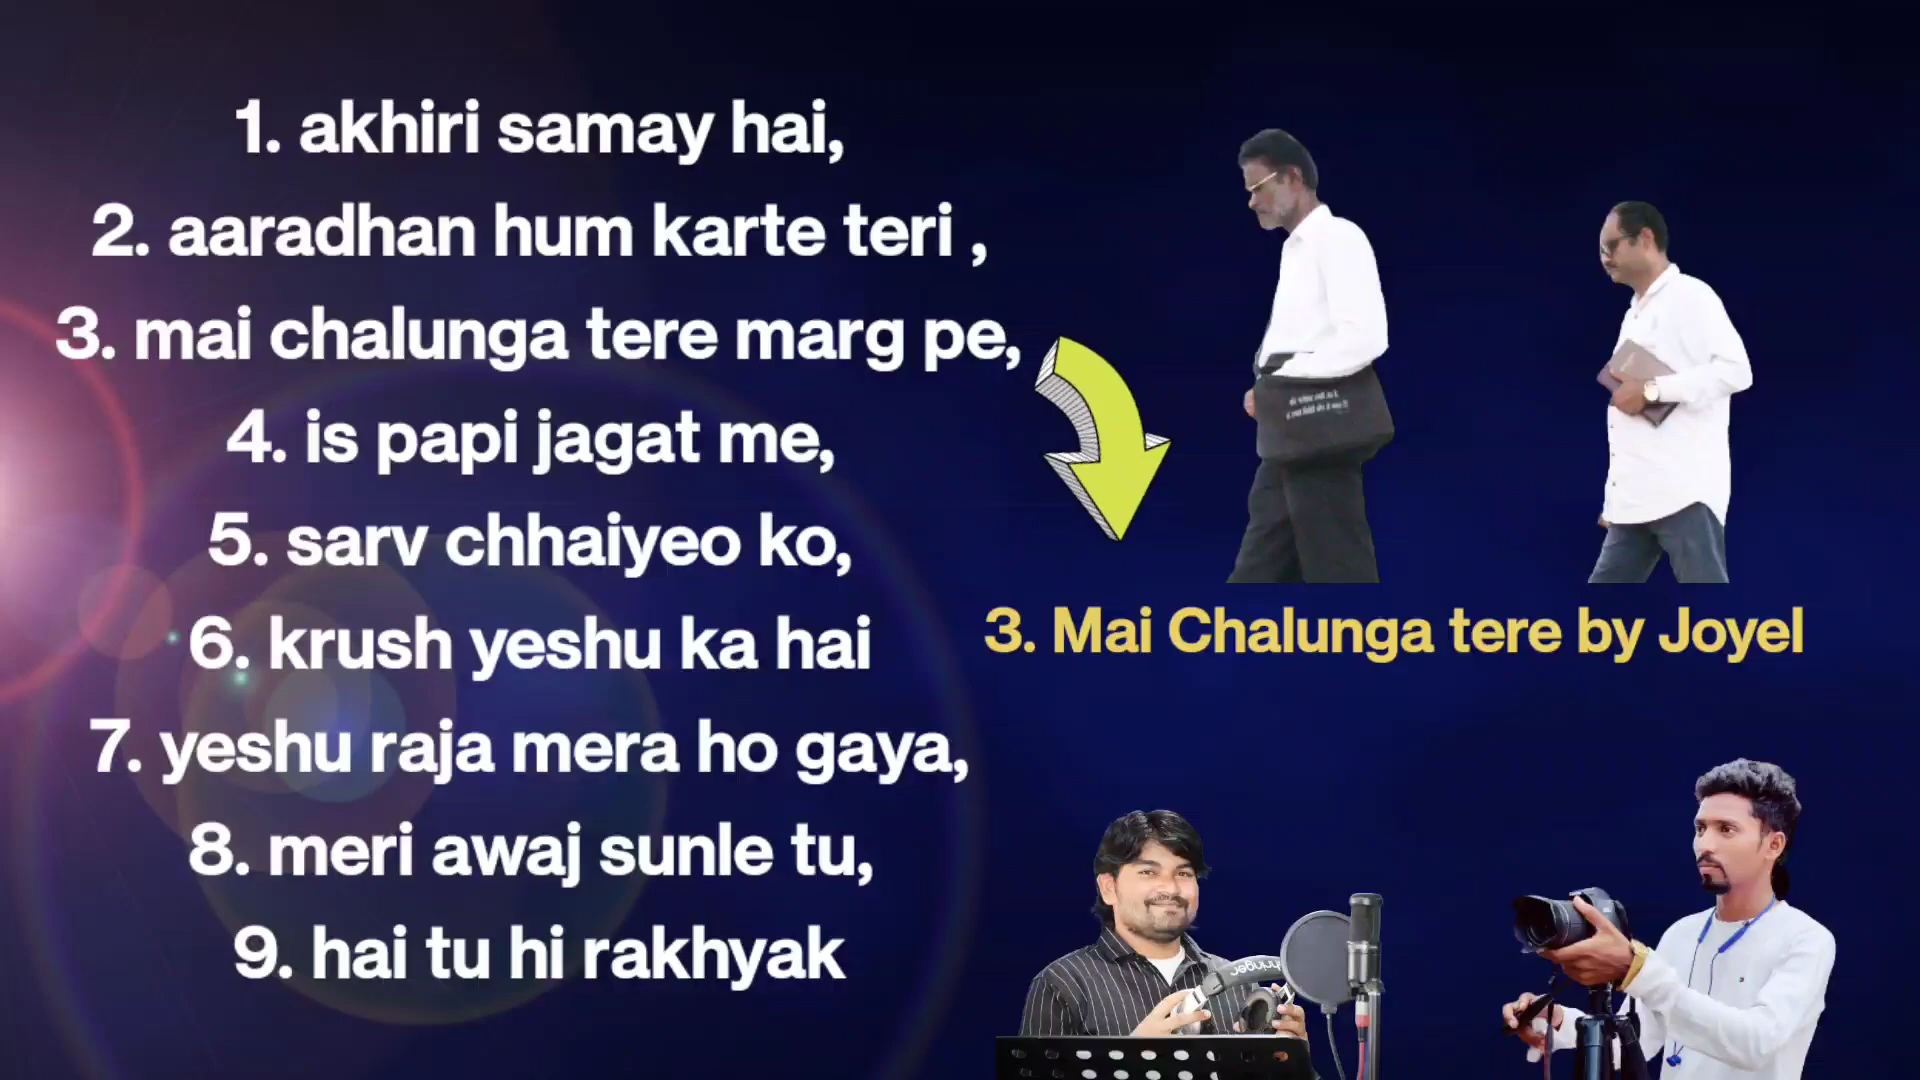 1. akhiri samay hai,
2. aaradhan hum karte teri ,
3. mai chalunga tere marg pe,
4. is papi jagat me,
5. sarv chhaiyeo ko,
6. krush yeshu ka hai
7. yeshu raja mera ho gaya,
8. meri awaj sunle tu,
9. hai tu hi rakhyak
3. Mai Chalunga tere by Joyel